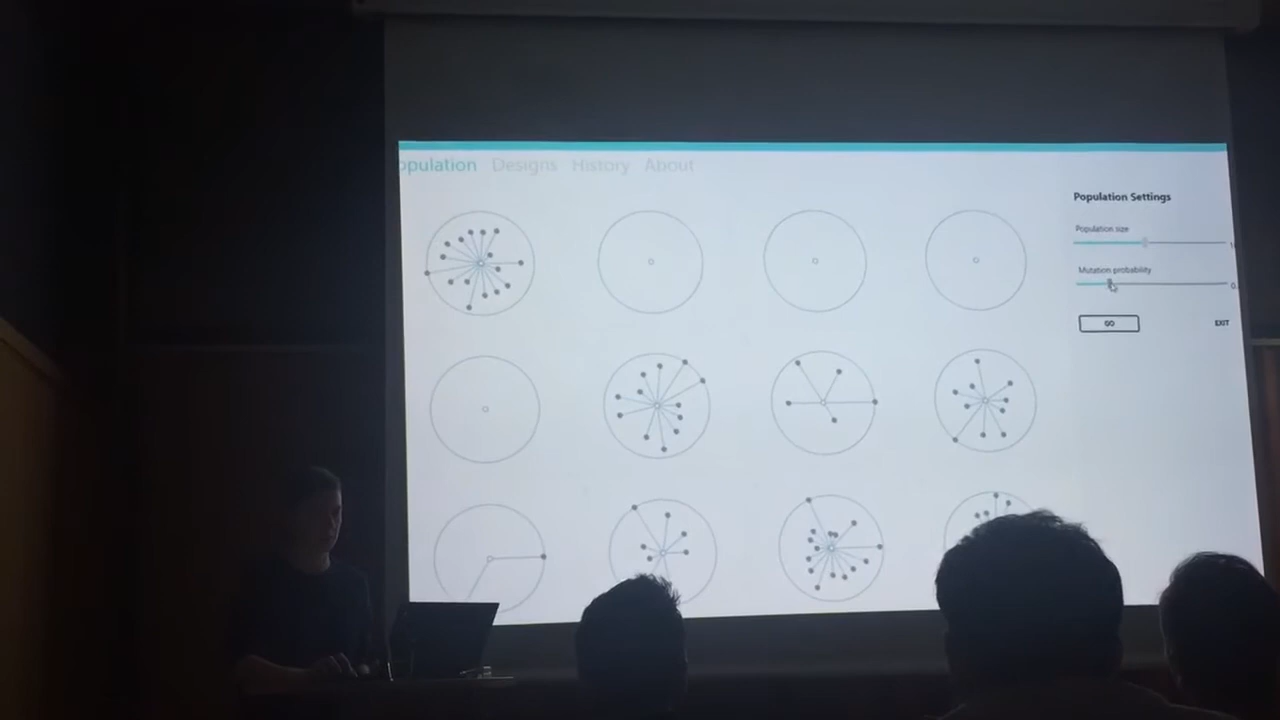 opulation Designs History About
Population Settings
Population size
Mutation probability
GO
EXIT